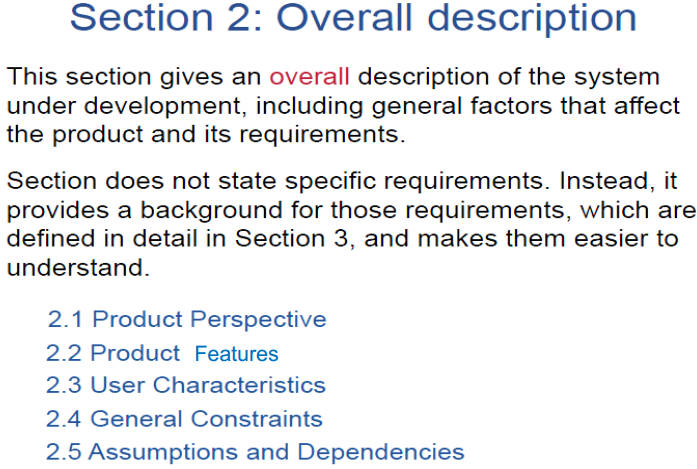 Section 2: Overall description
This section gives an overall description of the system
under development, including general factors that affect
the product and its requirements.
Section does not state specific requirements. Instead, it
provides a background for those requirements, which are
defined in detail in Section 3, and makes them easier to
understand.
2.1 Product Perspective
2.2 Product Features
2.3 User Characteristics
2.4 General Constraints
2.5 Assumptions and Dependencies